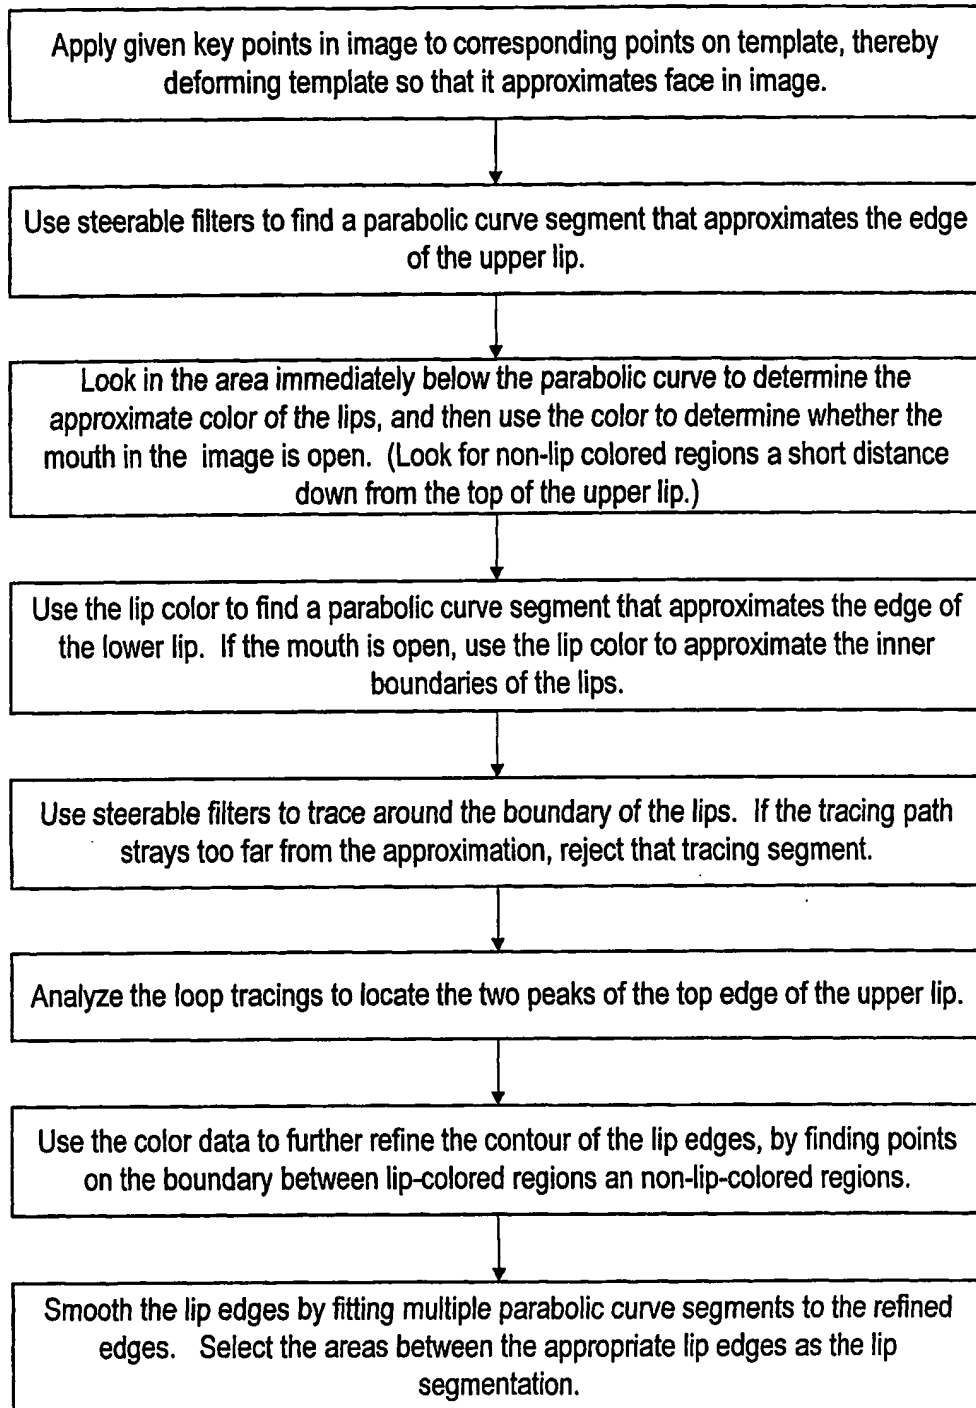 Apply given key points in image to corresponding points on template, thereby
deforming template so that it approximates face in image.
Use steerable filters to find a parabolic curve segment that approximates the edge
of the upper lip.
Look in the area immediately below the parabolic curve to determine the
approximate color of the lips, and then use the color to determine whether the
mouth in the image is open. (Look for non-lip colored regions a short distance
down from the top of the upper lip.)
Use the lip color to find a parabolic curve segment that approximates the edge of
the lower lip. If the mouth is open, use the lip color to approximate the inner
boundaries of the lips.
Use steerable filters to trace around the boundary of the lips. If the tracing path
strays too far from the approximation, reject that tracing segment.
Analyze the loop tracings to locate the two peaks of the top edge of the upper lip.
Use the color data to further refine the contour of the lip edges, by finding points
on the boundary between lip-colored regions an non-lip-colored regions.
Smooth the lip edges by fitting multiple parabolic curve segments to the refined
edges. Select the areas between the appropriate lip edges as the lip
segmentation.